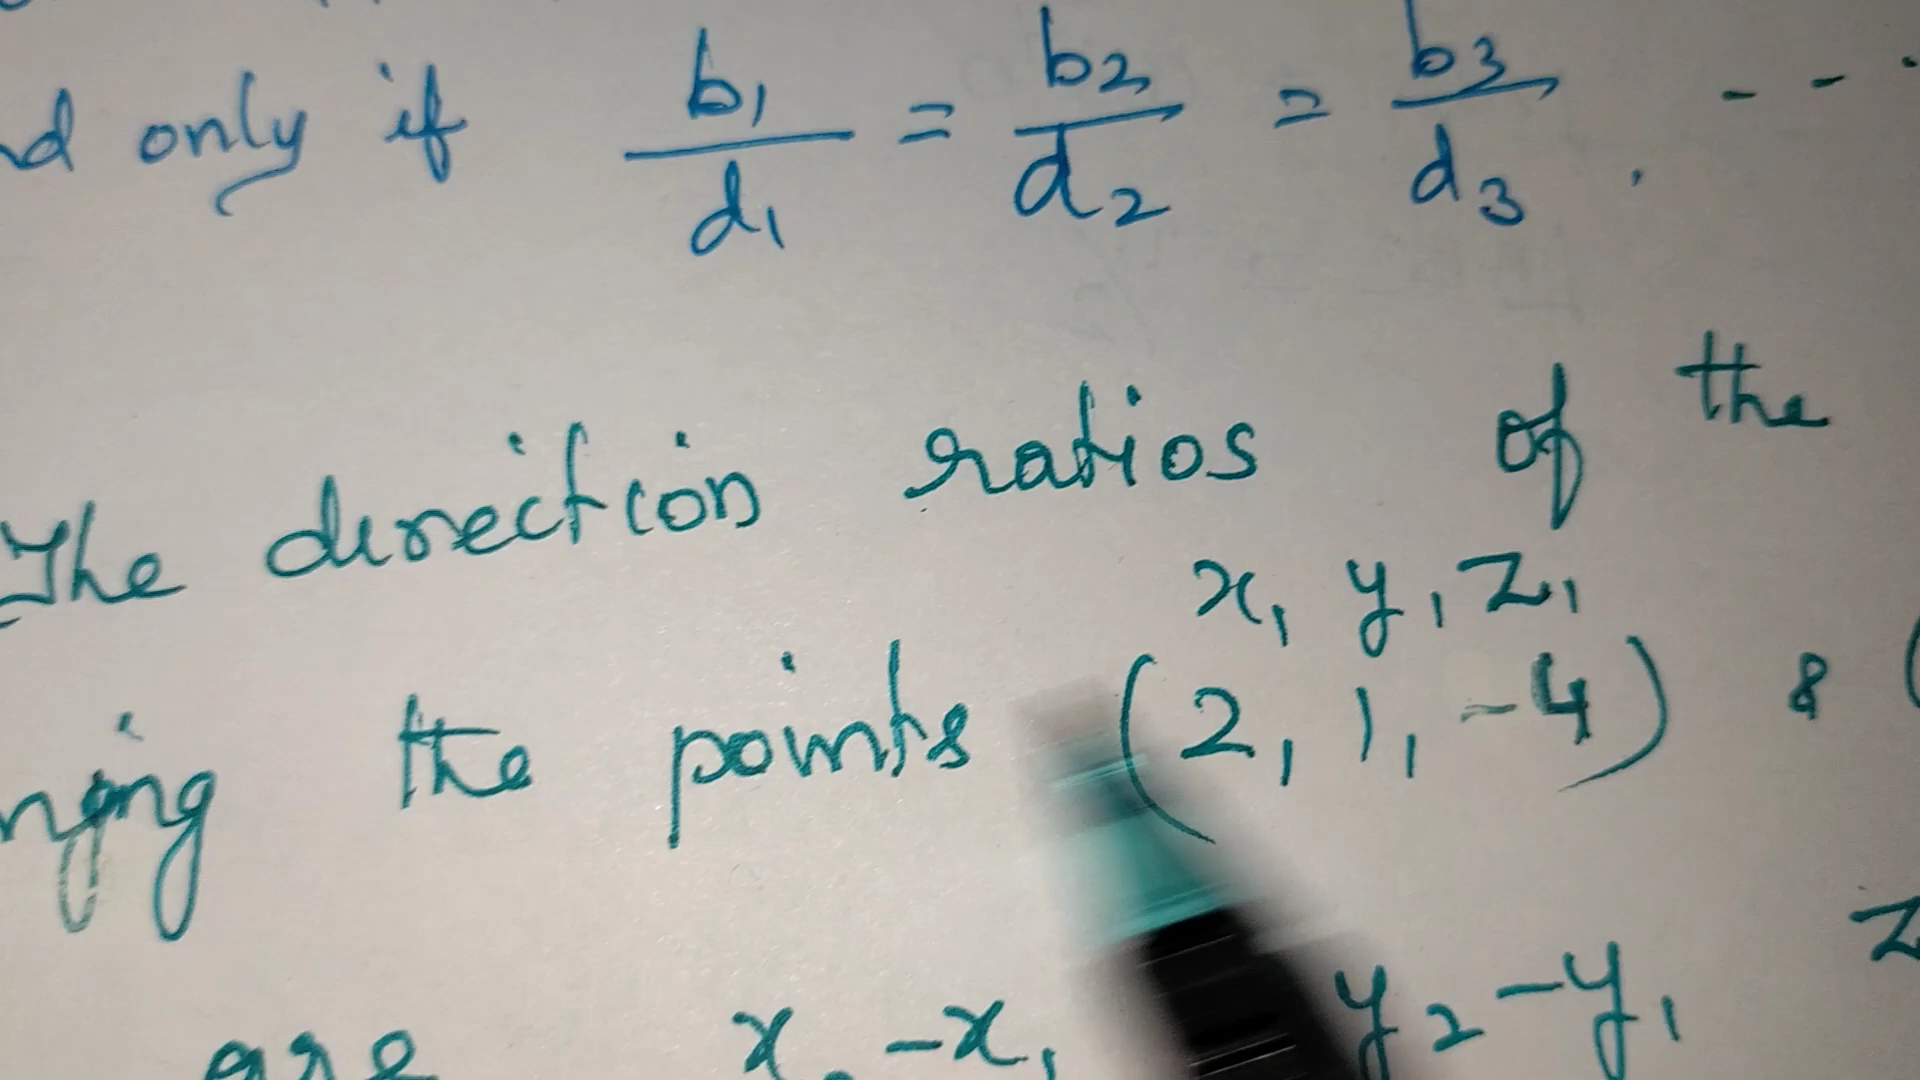 d only if b1/d1 = b2/d2 = b3/d3 . - - .
The direction ratios of the
x1 y1 z1
the points (2, 1, -4) & (
are x2 - x1 y2 - y1 z